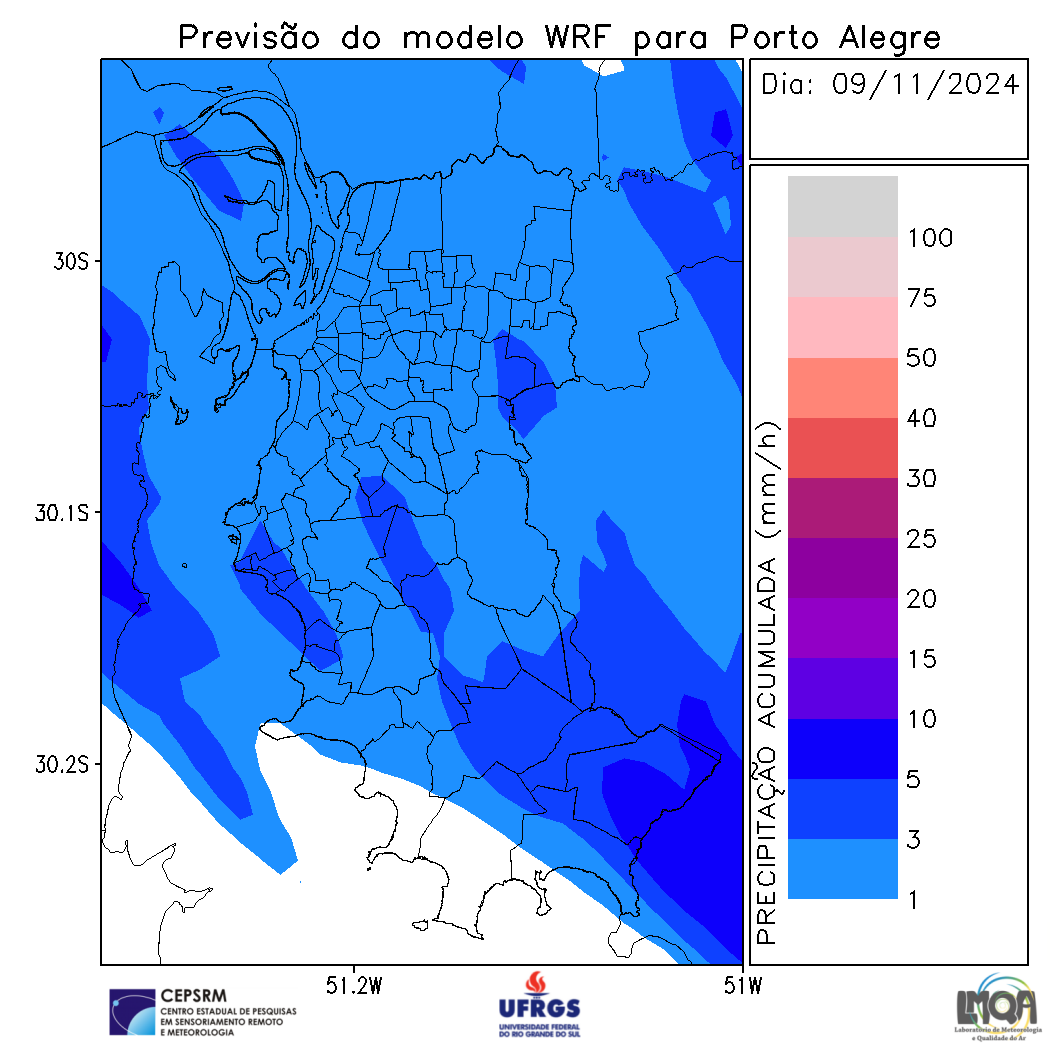 Previsão do modelo WRF para Porto Alegre
Dia: 09/11/2024
30S
30.1S
30.2S
51.2W
51W
PRECIPITAÇÃO ACUMULADA (mm/h)
100
75
50
40
30
25
20
15
10
5
3
1
CEPSRM
CENTRO ESTADUAL DE PESQUISAS
EM SENSORIAMENTO REMOTO
E METEOROLOGIA
UFRGS
UNIVERSIDADE FEDERAL
DO RIO GRANDE DO SUL
LMQA
Laboratório de Meteorologia
e Qualidade do Ar